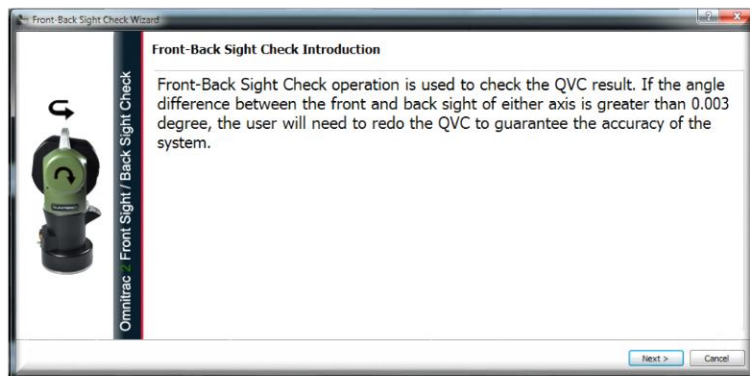 Front-Back Sight Check Wizard
Front-Back Sight Check Introduction
Front-Back Sight Check operation is used to check the QVC result. If the angle
difference between the front and back sight of either axis is greater than 0.003
degree, the user will need to redo the QVC to guarantee the accuracy of the
system.
Omnitrac 2 Front Sight / Back Sight Check
Next >
Cancel